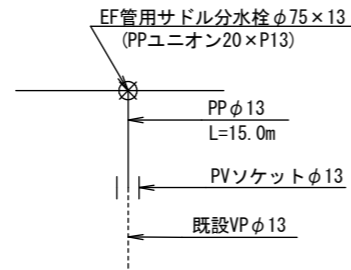 EF管用サドル分水栓φ75×13
(PPユニオン20×P13)
PPφ13
L=15.0m
PVソケットφ13
既設VPφ13